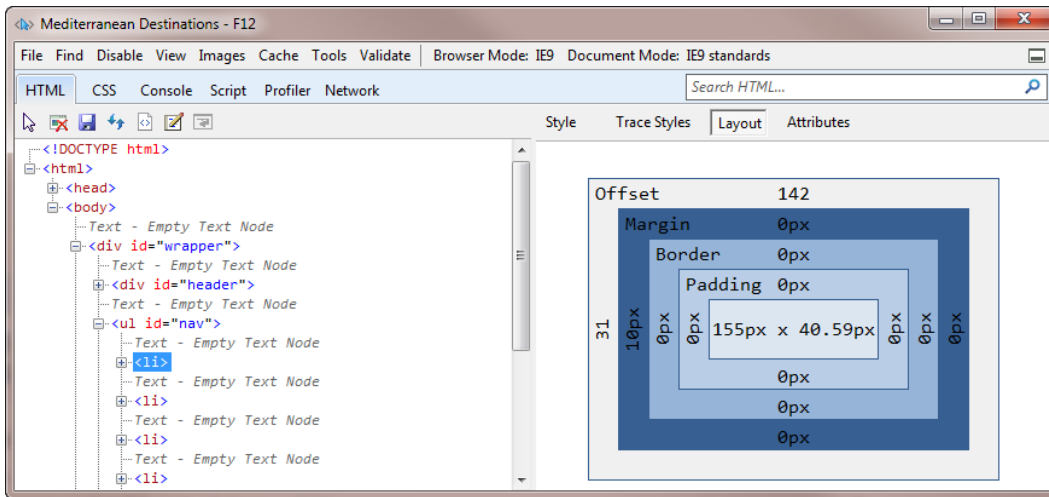 Mediterranean Destinations - F12
File Find Disable View Images Cache Tools Validate Browser Mode: IE9 Document Mode: IE9 standards
HTML CSS Console Script Profiler Network Search HTML...
Style Trace Styles Layout Attributes
<!DOCTYPE html>
<html>
<head>
<body>
Text - Empty Text Node
<div id="wrapper">
Text - Empty Text Node
<div id="header">
Text - Empty Text Node
<ul id="nav">
Text - Empty Text Node
<li>
Text - Empty Text Node
<li>
Text - Empty Text Node
<li>
Text - Empty Text Node
<li>
Offset 142
Margin 0px
Border 0px
Padding 0px
31 10px 0px 0px 155px x 40.59px 0px 0px 0px
0px
0px
0px